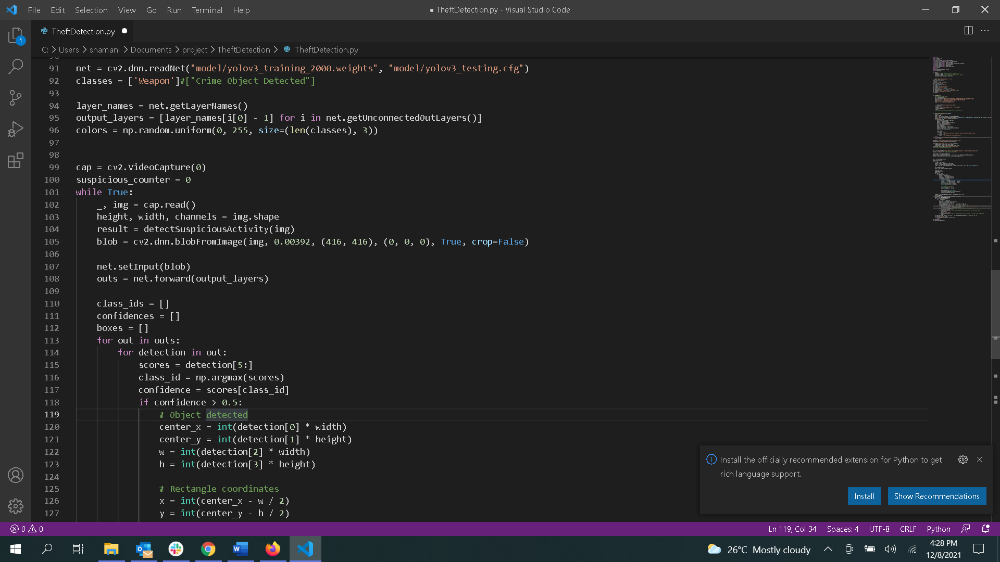 File Edit Selection View Go Run Terminal Help
● TheftDetection.py - Visual Studio Code
TheftDetection.py ●
1
C: > Users > snamani > Documents > project > TheftDetection > TheftDetection.py
91 net = cv2.dnn.readNet("model/yolov3_training_2000.weights", "model/yolov3_testing.cfg")
92 classes = ['Weapon']#["Crime Object Detected"]
93
94 layer_names = net.getLayerNames()
95 output_layers = [layer_names[i[0] - 1] for i in net.getUnconnectedOutLayers()]
96 colors = np.random.uniform(0, 255, size=(len(classes), 3))
97
98
99 cap = cv2.VideoCapture(0)
100 suspicious_counter = 0
101 while True:
102 _, img = cap.read()
103 height, width, channels = img.shape
104 result = detectSuspiciousActivity(img)
105 blob = cv2.dnn.blobFromImage(img, 0.00392, (416, 416), (0, 0, 0), True, crop=False)
106
107 net.setInput(blob)
108 outs = net.forward(output_layers)
109
110 class_ids = []
111 confidences = []
112 boxes = []
113 for out in outs:
114 for detection in out:
115 scores = detection[5:]
116 class_id = np.argmax(scores)
117 confidence = scores[class_id]
118 if confidence > 0.5:
119 # Object detected
120 center_x = int(detection[0] * width)
121 center_y = int(detection[1] * height)
122 w = int(detection[2] * width)
123 h = int(detection[3] * height)
124
125 # Rectangle coordinates
126 x = int(center_x - w / 2)
127 y = int(center_y - h / 2)
Install the officially recommended extension for Python to get
rich language support.
Install Show Recommendations
0 0
Ln 119, Col 34 Spaces: 4 UTF-8 CRLF Python
26°C Mostly cloudy
4:28 PM
12/8/2021